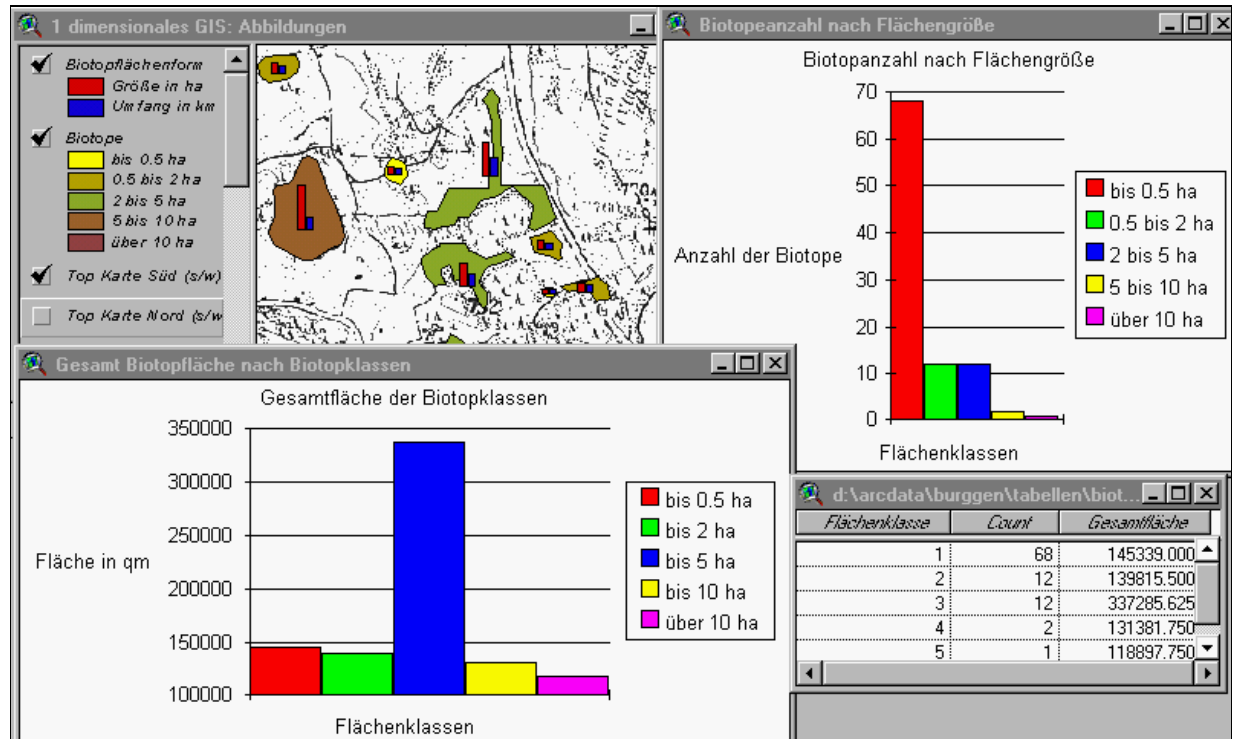 1 dimensionales GIS: Abbildungen
Biotopflächenform
Größe in ha
Umfang in km
Biotope
bis 0.5 ha
0.5 bis 2 ha
2 bis 5 ha
5 bis 10 ha
über 10 ha
Top Karte Süd (s/w)
Top Karte Nord (s/w
732
Biotopeanzahl nach Flächengröße
Biotopanzahl nach Flächengröße
70
60
50
40
30
20
10
0
Anzahl der Biotope
Flächenklassen
bis 0.5 ha
0.5 bis 2 ha
2 bis 5 ha
5 bis 10 ha
über 10 ha
Gesamt Biotopfläche nach Biotopklassen
Gesamtfläche der Biotopklassen
350000
300000
250000
200000
150000
100000
Fläche in qm
Flächenklassen
bis 0.5 ha
bis 2 ha
bis 5 ha
bis 10 ha
über 10 ha
d:\arcdata\burggen\tabellen\biot...
Flächenklasse Count Gesamtfläche
1 68 145339.000
2 12 139815.500
3 12 337285.625
4 2 131381.750
5 1 118897.750